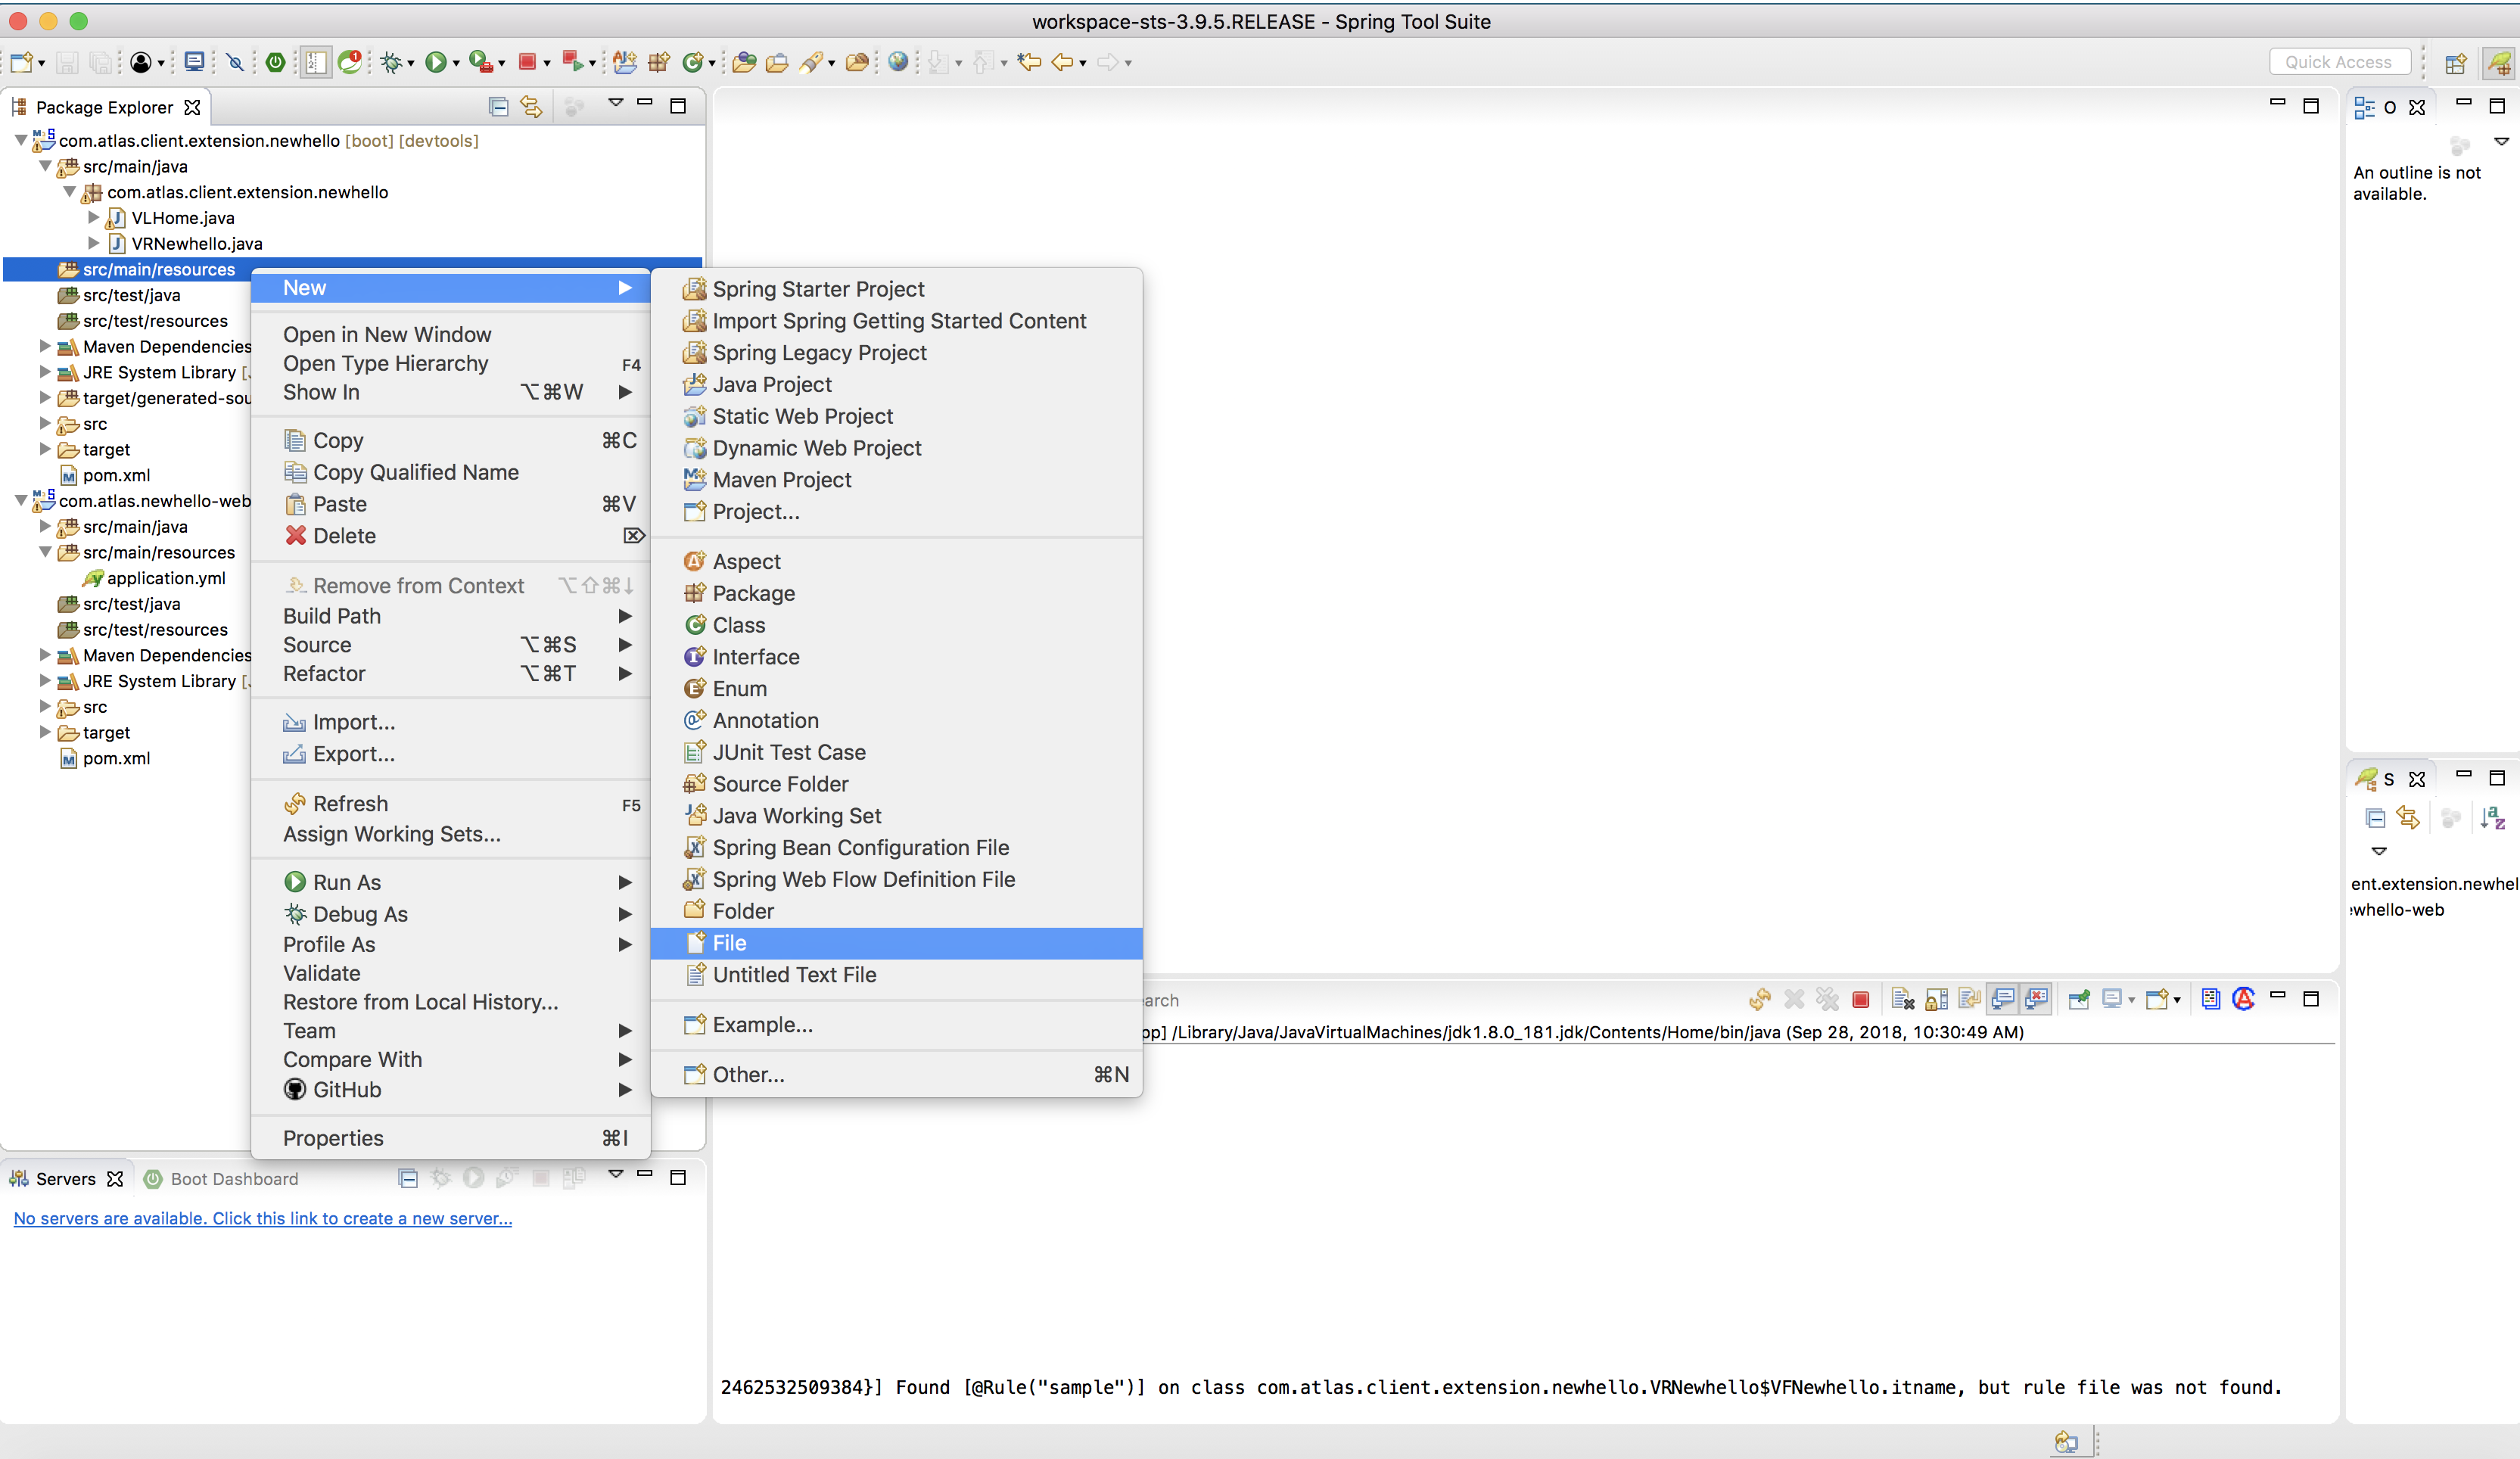 workspace-sts-3.9.5.RELEASE - Spring Tool Suite
Quick Access
Package Explorer
com.atlas.client.extension.newhello [boot] [devtools]
src/main/java
com.atlas.client.extension.newhello
VLHome.java
VRNewhello.java
src/main/resources
src/test/java
src/test/resources
Maven Dependencies
JRE System Library [
target/generated-sou
src
target
pom.xml
com.atlas.newhello-web
src/main/java
src/main/resources
application.yml
src/test/java
src/test/resources
Maven Dependencies
JRE System Library [
src
target
pom.xml
New
Open in New Window
Open Type Hierarchy F4
Show In ⌥⌘W
Copy ⌘C
Copy Qualified Name
Paste ⌘V
Delete ⌦
Remove from Context ⌥⇧⌘↓
Build Path
Source ⌥⌘S
Refactor ⌥⌘T
Import...
Export...
Refresh F5
Assign Working Sets...
Run As
Debug As
Profile As
Validate
Restore from Local History...
Team
Compare With
GitHub
Properties ⌘I
Spring Starter Project
Import Spring Getting Started Content
Spring Legacy Project
Java Project
Static Web Project
Dynamic Web Project
Maven Project
Project...
Aspect
Package
Class
Interface
Enum
Annotation
JUnit Test Case
Source Folder
Java Working Set
Spring Bean Configuration File
Spring Web Flow Definition File
Folder
File
Untitled Text File
Example...
Other... ⌘N
O
An outline is not
available.
S
ent.extension.newhel
whello-web
arch
pp] /Library/Java/JavaVirtualMachines/jdk1.8.0_181.jdk/Contents/Home/bin/java (Sep 28, 2018, 10:30:49 AM)
2462532509384}] Found [@Rule("sample")] on class com.atlas.client.extension.newhello.VRNewhello$VFNewhello.itname, but rule file was not found.
Servers
Boot Dashboard
No servers are available. Click this link to create a new server...